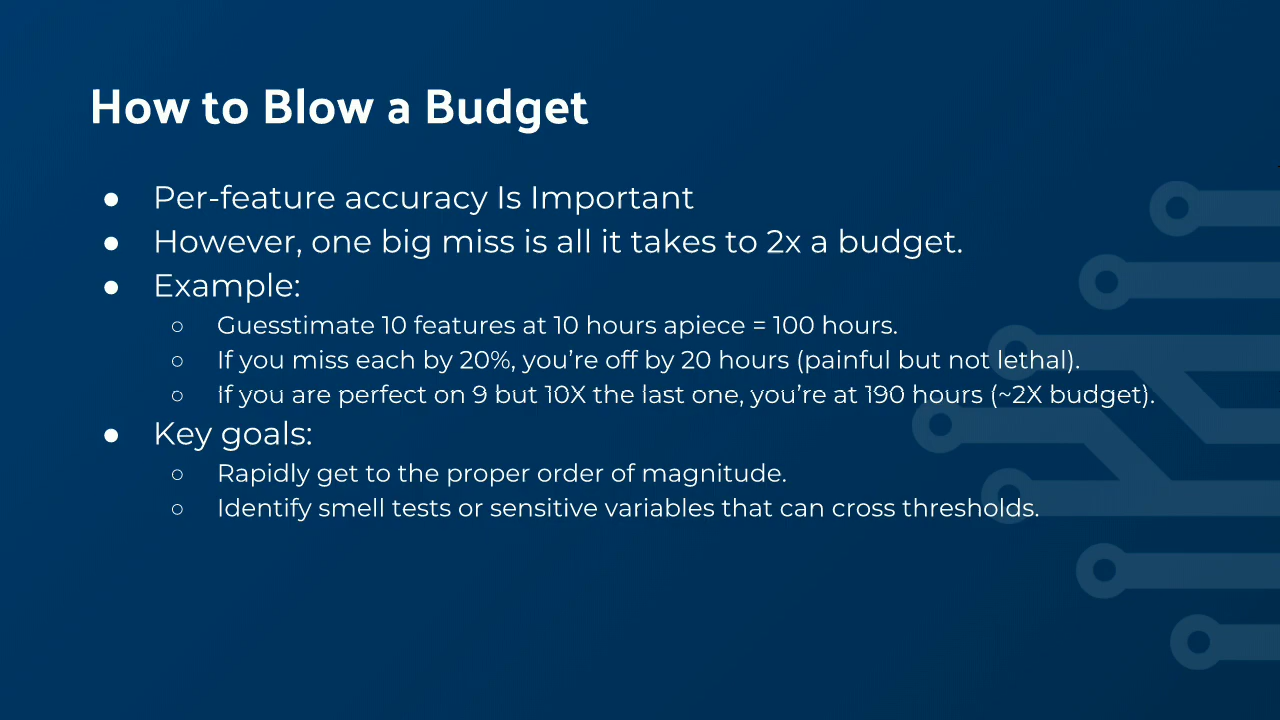 How to Blow a Budget
● Per-feature accuracy Is Important
● However, one big miss is all it takes to 2x a budget.
● Example:
○ Guesstimate 10 features at 10 hours apiece = 100 hours.
○ If you miss each by 20%, you’re off by 20 hours (painful but not lethal).
○ If you are perfect on 9 but 10X the last one, you’re at 190 hours (~2X budget).
● Key goals:
○ Rapidly get to the proper order of magnitude.
○ Identify smell tests or sensitive variables that can cross thresholds.